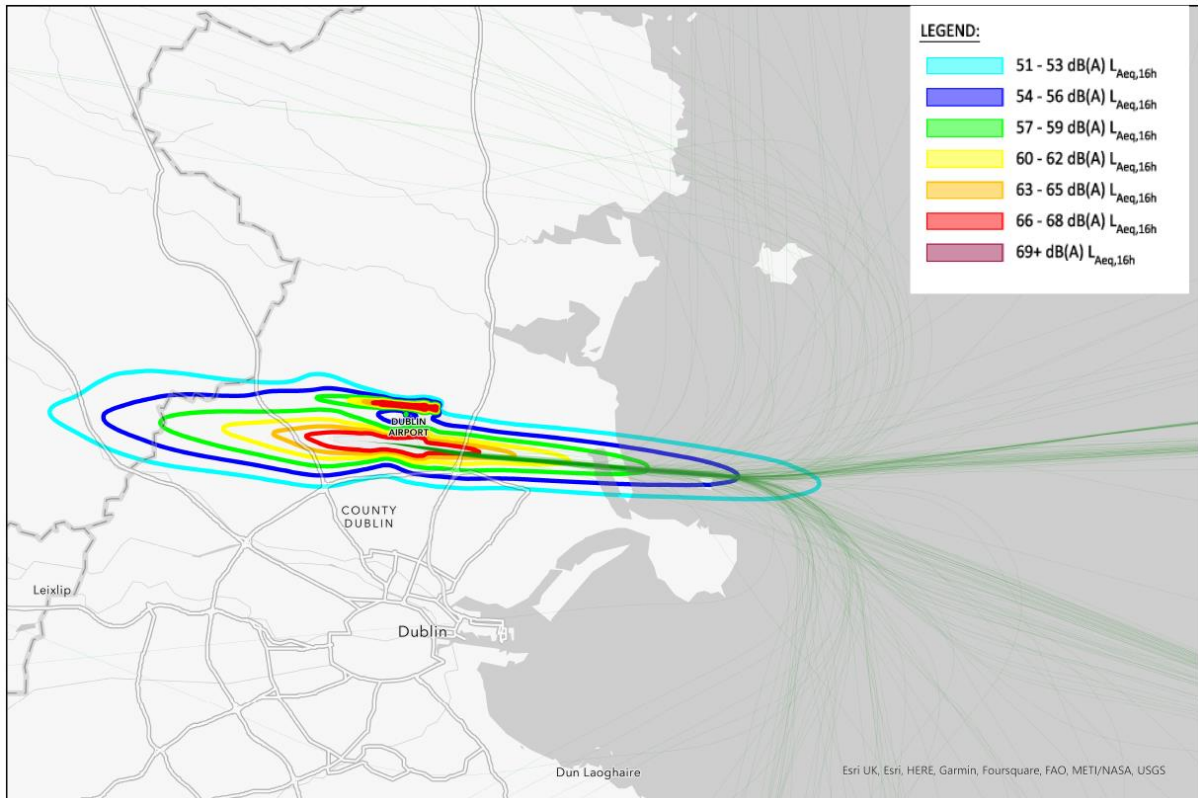 LEGEND:
51 - 53 dB(A) LAeq,16h
54 - 56 dB(A) LAeq,16h
57 - 59 dB(A) LAeq,16h
60 - 62 dB(A) LAeq,16h
63 - 65 dB(A) LAeq,16h
66 - 68 dB(A) LAeq,16h
69+ dB(A) LAeq,16h
DUBLIN
AIRPORT
COUNTY
DUBLIN
Leixlip
Dublin
Dun Laoghaire
Esri UK, Esri, HERE, Garmin, Foursquare, FAO, METI/NASA, USGS